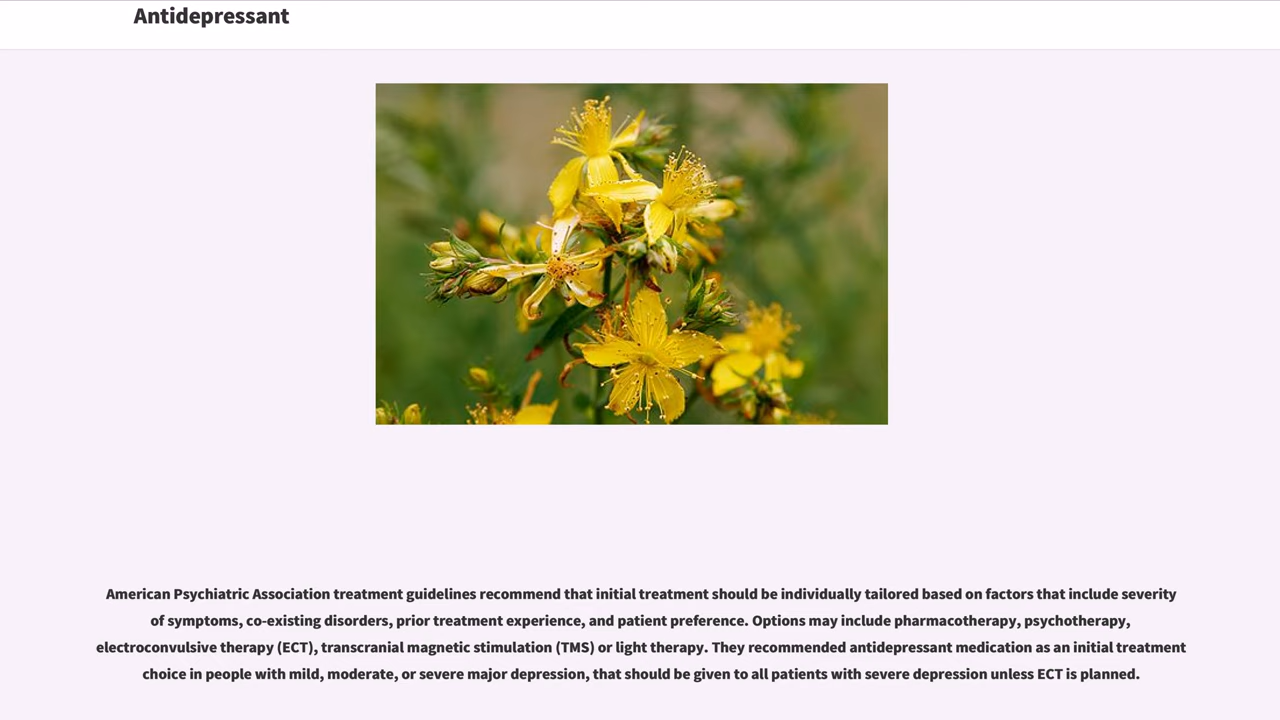 Antidepressant
American Psychiatric Association treatment guidelines recommend that initial treatment should be individually tailored based on factors that include severity
of symptoms, co-existing disorders, prior treatment experience, and patient preference. Options may include pharmacotherapy, psychotherapy,
electroconvulsive therapy (ECT), transcranial magnetic stimulation (TMS) or light therapy. They recommended antidepressant medication as an initial treatment
choice in people with mild, moderate, or severe major depression, that should be given to all patients with severe depression unless ECT is planned.